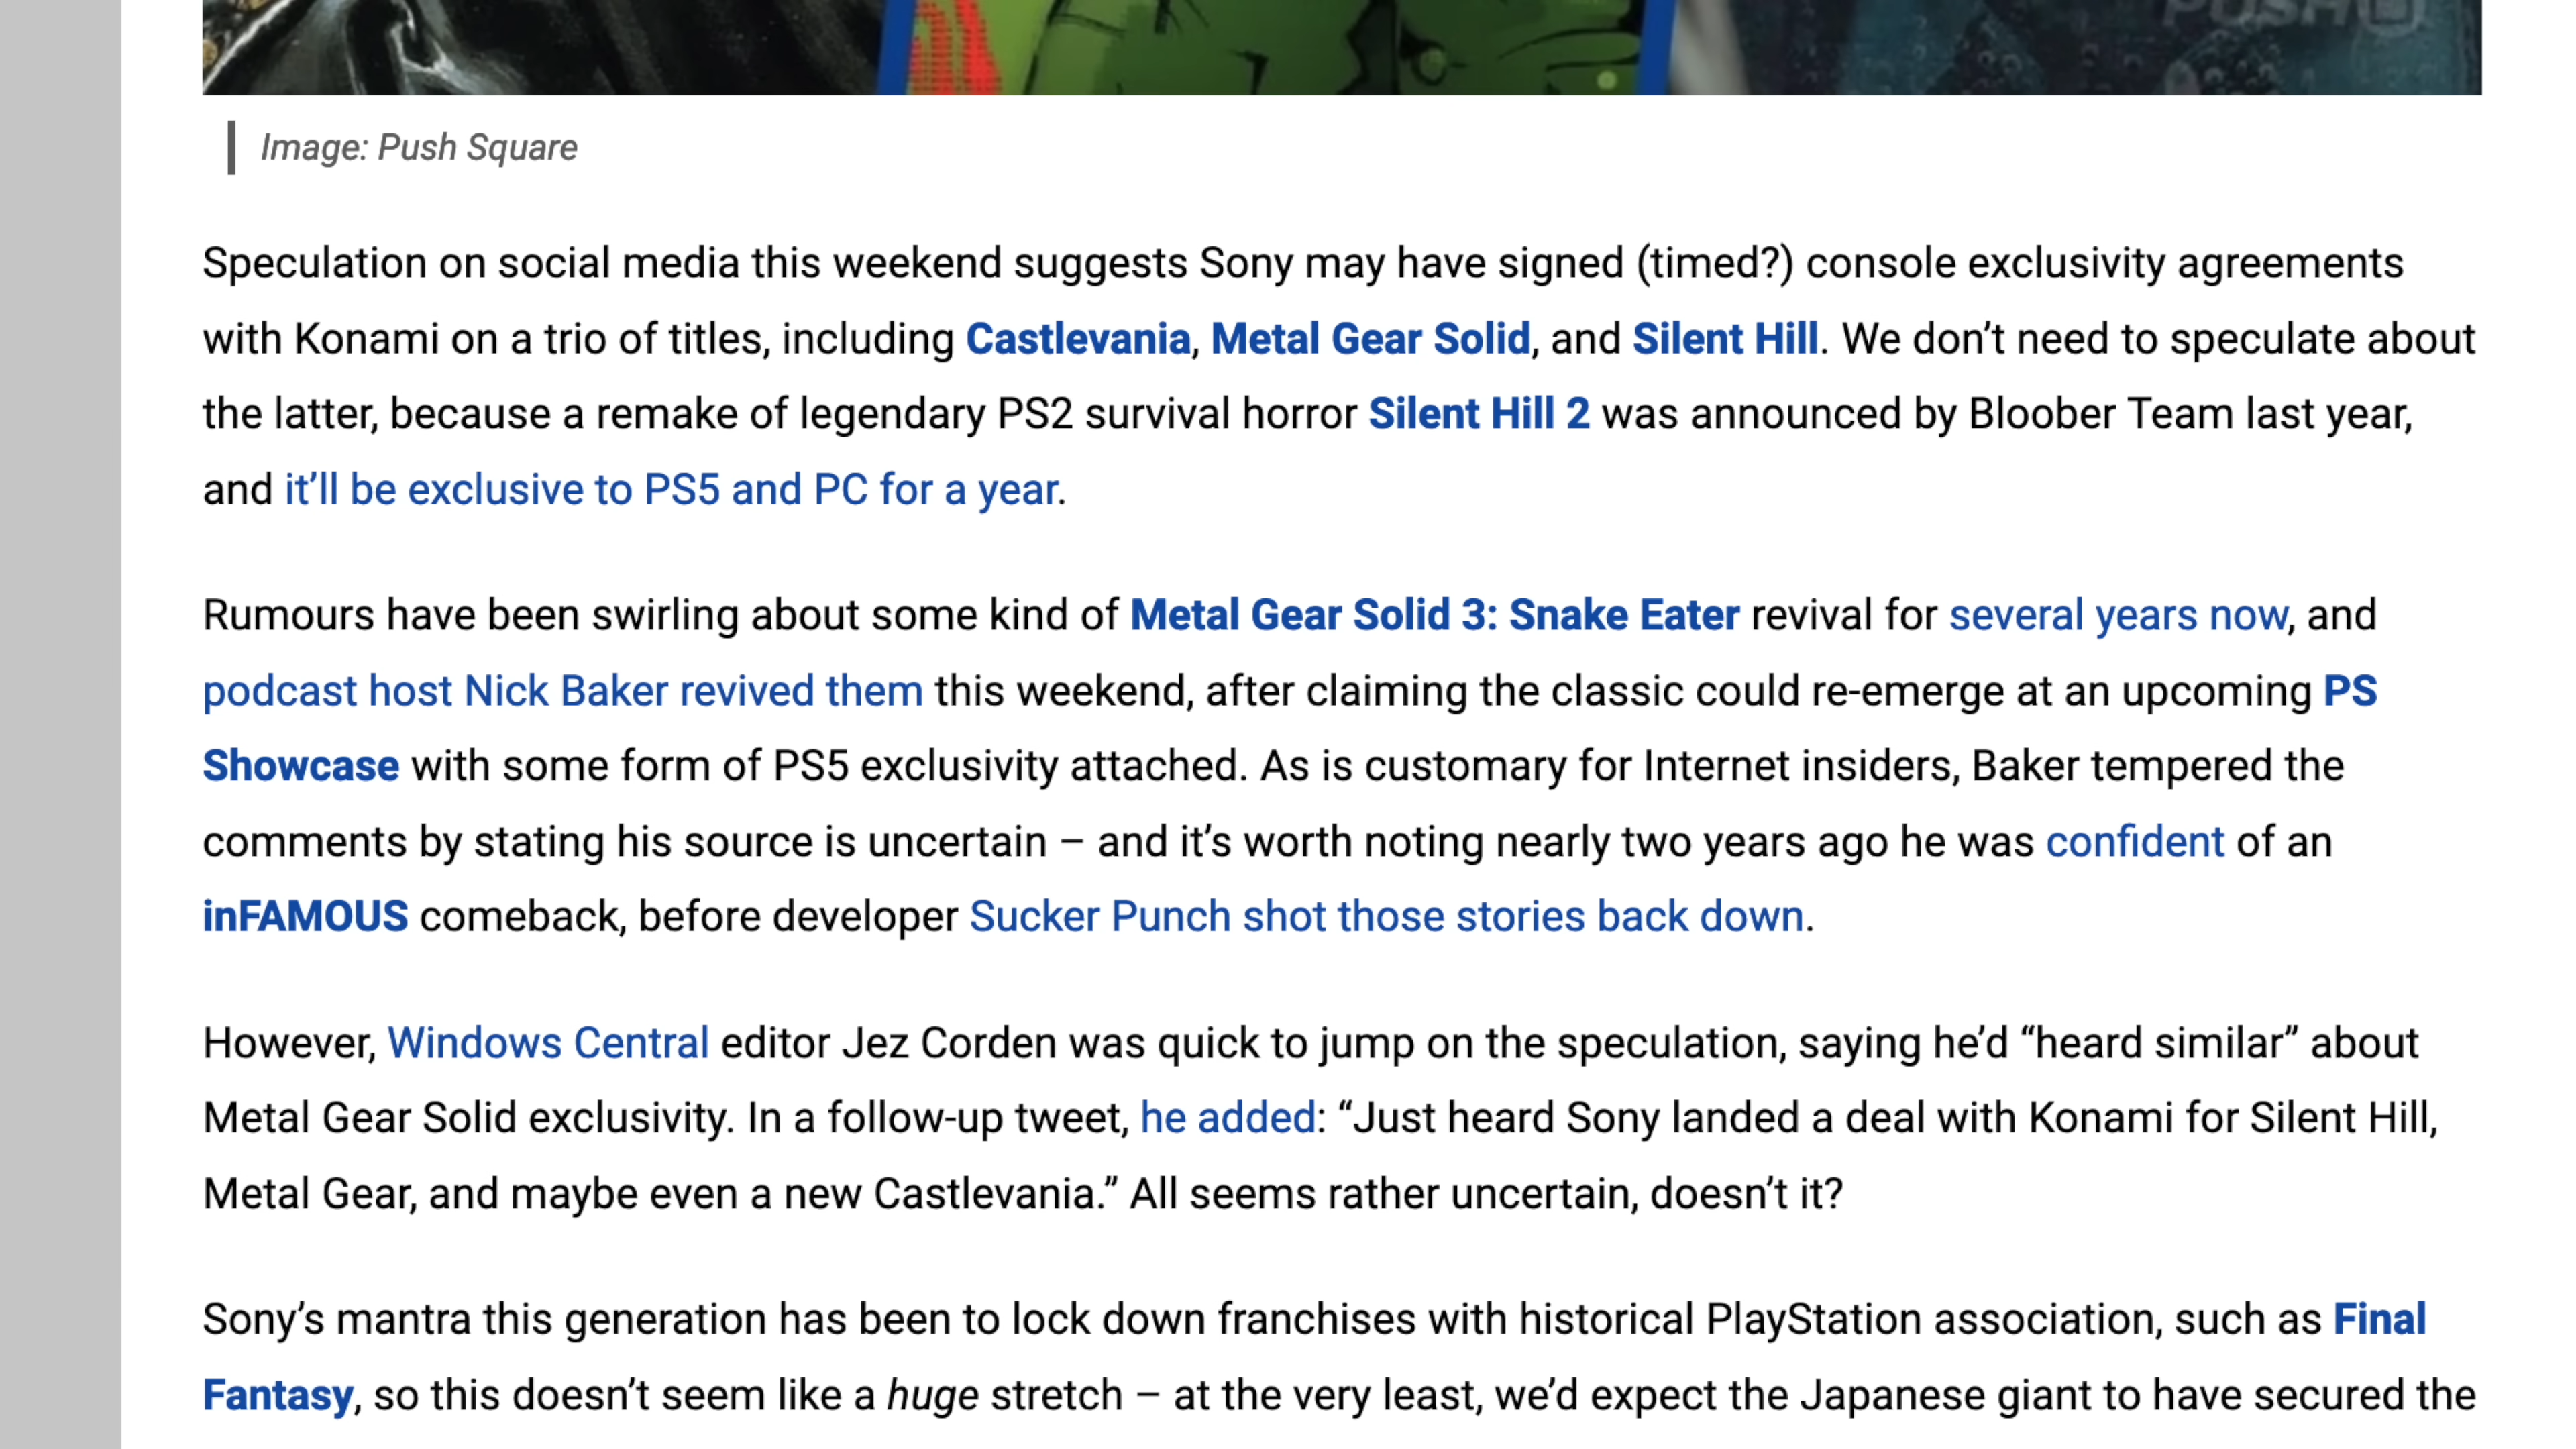 PUSH
Image: Push Square
Speculation on social media this weekend suggests Sony may have signed (timed?) console exclusivity agreements
with Konami on a trio of titles, including Castlevania, Metal Gear Solid, and Silent Hill. We don’t need to speculate about
the latter, because a remake of legendary PS2 survival horror Silent Hill 2 was announced by Bloober Team last year,
and it’ll be exclusive to PS5 and PC for a year.
Rumours have been swirling about some kind of Metal Gear Solid 3: Snake Eater revival for several years now, and
podcast host Nick Baker revived them this weekend, after claiming the classic could re-emerge at an upcoming PS
Showcase with some form of PS5 exclusivity attached. As is customary for Internet insiders, Baker tempered the
comments by stating his source is uncertain – and it’s worth noting nearly two years ago he was confident of an
inFAMOUS comeback, before developer Sucker Punch shot those stories back down.
However, Windows Central editor Jez Corden was quick to jump on the speculation, saying he’d “heard similar” about
Metal Gear Solid exclusivity. In a follow-up tweet, he added: “Just heard Sony landed a deal with Konami for Silent Hill,
Metal Gear, and maybe even a new Castlevania.” All seems rather uncertain, doesn’t it?
Sony’s mantra this generation has been to lock down franchises with historical PlayStation association, such as Final
Fantasy, so this doesn’t seem like a huge stretch – at the very least, we’d expect the Japanese giant to have secured the